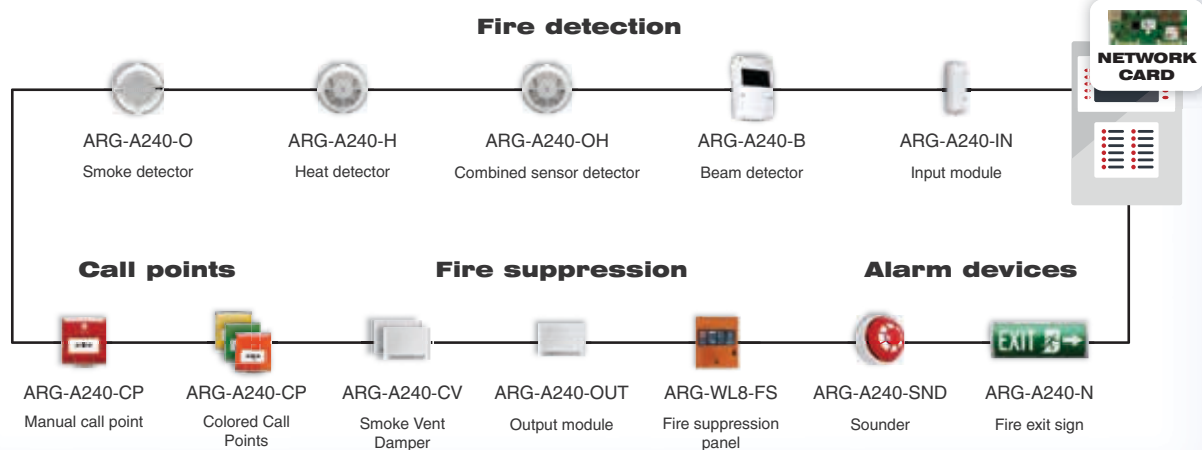 Fire detection
NETWORK
CARD
ARG-A240-O
Smoke detector
ARG-A240-H
Heat detector
ARG-A240-OH
Combined sensor detector
ARG-A240-B
Beam detector
ARG-A240-IN
Input module
Call points
Fire suppression
Alarm devices
EXIT
ARG-A240-CP
Manual call point
ARG-A240-CP
Colored Call
Points
ARG-A240-CV
Smoke Vent
Damper
ARG-A240-OUT
Output module
ARG-WL8-FS
Fire suppression
panel
ARG-A240-SND
Sounder
ARG-A240-N
Fire exit sign